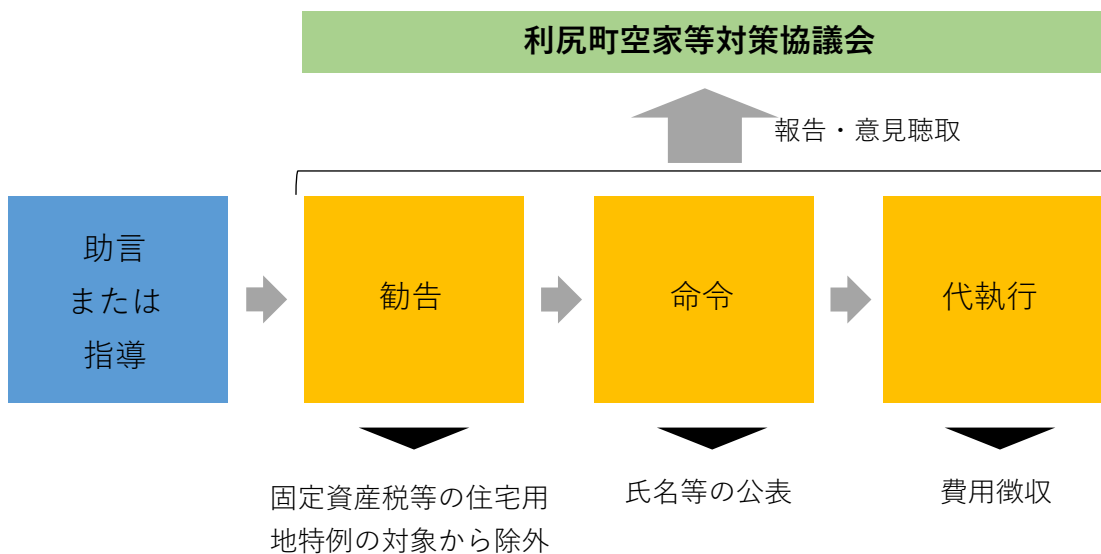 利尻町空家等対策協議会
報告・意見聴取
助言
または
指導
勧告
命令
代執行
固定資産税等の住宅用
地特例の対象から除外
氏名等の公表
費用徴収